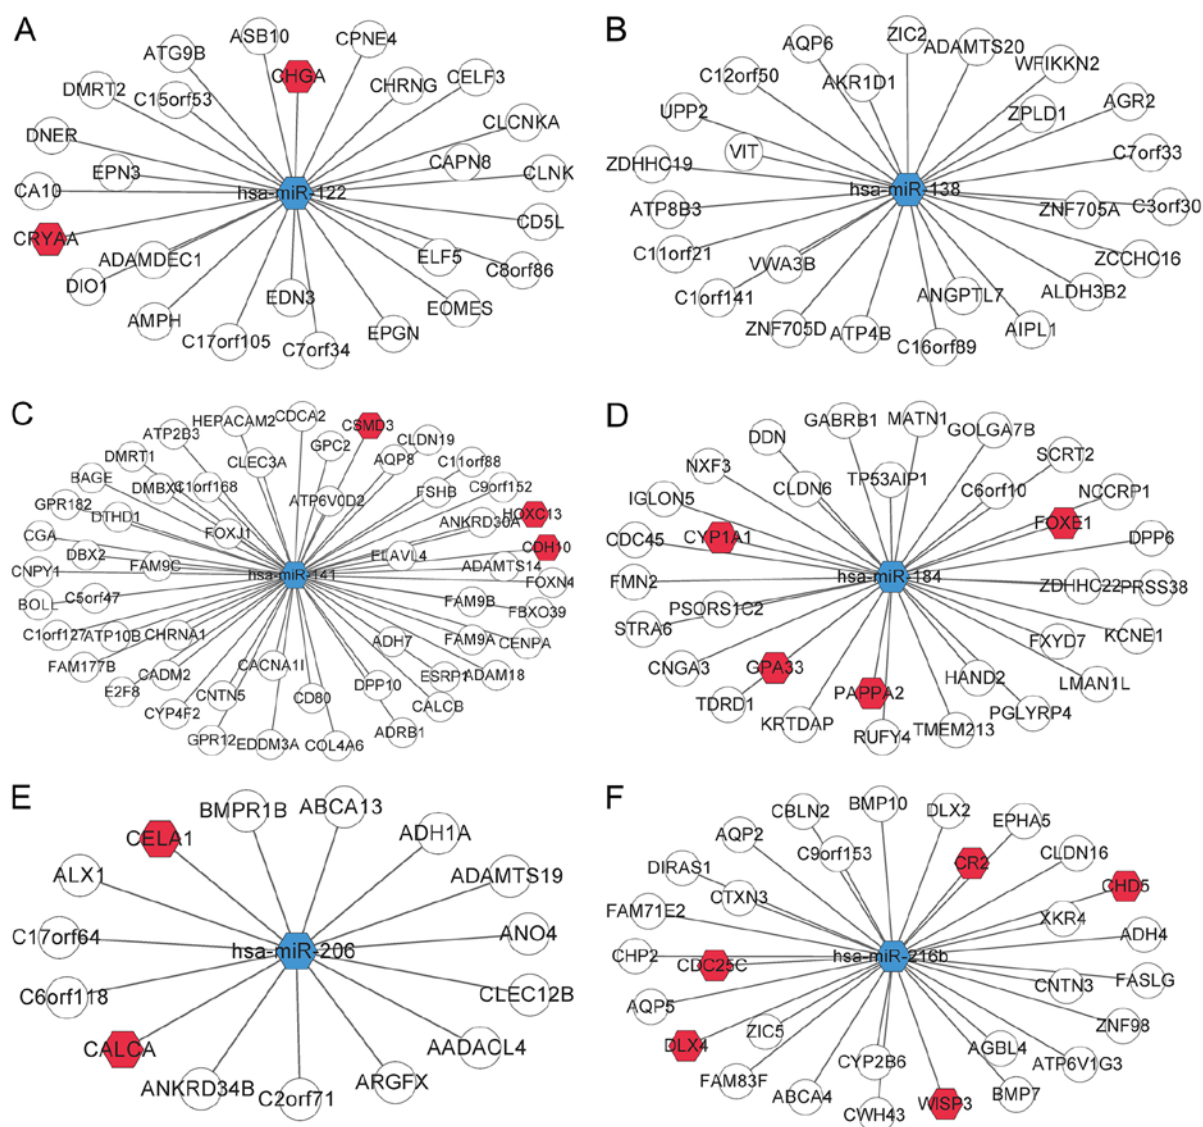 A
ASB10
CPNE4
ATG9B
CHGA
CHRNG
CELF3
DMRT2
C15orf53
CLCNKA
DNER
CAPN8
EPN3
CLNK
CA10
hsa-miR-122
CD5L
CRYAA
ADAMDEC1
ELF5
C8orf86
DIO1
EDN3
EOMES
AMPH
C17orf105
C7orf34
EPGN
B
ZIC2
AQP6
ADAMTS20
C12orf50
AKR1D1
WFIKKN2
UPP2
ZPLD1
AGR2
VIT
C7orf33
ZDHHC19
hsa-miR-138
ATP8B3
ZNF705A
C3orf30
C11orf21
VWA3B
ZCCHC16
C1orf141
ANGPTL7
ALDH3B2
ZNF705D
ATP4B
C16orf89
AIPL1
C
HEPACAM2
CDCA2
CSMD3
ATP2B3
GPC2
CLDN19
DMRT1
CLEC3A
AQP8
C11orf88
BAGE
DMBX1
C1orf168
ATP6V0D2
FSHB
C9orf152
GPR182
DTHD1
FOXJ1
ANKRD30A
HOXC13
CGA
DBX2
FAM9C
ELAVL4
CDH10
CNPY1
hsa-miR-141
ADAMTS14
FOXN4
BOLL
C5orf47
FAM9B
FBXO39
C1orf127
ATP10B
CHRNA1
ADH7
FAM9A
CENPA
FAM177B
CADM2
CACNA1I
DPP10
ESRP1
ADAM18
E2F8
CNTN5
CD80
CALCB
CYP4F2
ADRB1
GPR12
EDDM3A
COL4A6
D
GABRB1
MATN1
DDN
GOLGA7B
NXF3
TP53AIP1
SCRT2
CLDN6
C6orf10
IGLON5
NCCRP1
CYP1A1
FOXE1
CDC45
DPP6
hsa-miR-184
FMN2
ZDHHC22
PRSS38
PSORS1C2
STRA6
FXYD7
KCNE1
CNGA3
GPA33
HAND2
LMAN1L
TDRD1
PAPPA2
PGLYRP4
KRTDAP
RUFY4
TMEM213
E
BMPR1B
ABCA13
CELA1
ADH1A
ALX1
ADAMTS19
C17orf64
ANO4
hsa-miR-206
C6orf118
CLEC12B
CALCA
AADACL4
ANKRD34B
C2orf71
ARGFX
F
CBLN2
BMP10
DLX2
EPHA5
AQP2
C9orf153
CR2
CLDN16
DIRAS1
CHD5
CTXN3
FAM71E2
XKR4
ADH4
CHP2
CDC25C
hsa-miR-216b
CNTN3
FASLG
AQP5
ZIC5
ZNF98
DLX4
CYP2B6
AGBL4
ATP6V1G3
FAM83F
ABCA4
WISP3
BMP7
CWH43